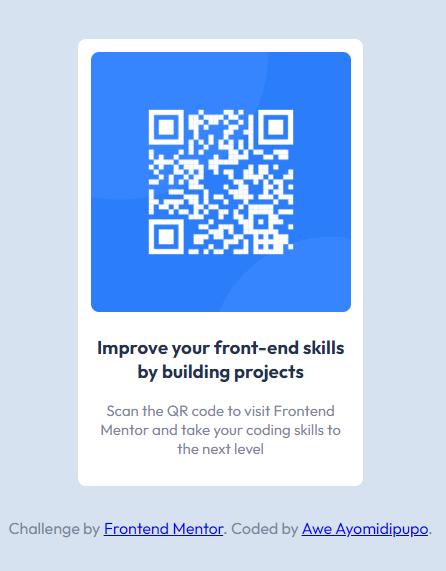 Improve your front-end skills
by building projects
Scan the QR code to visit Frontend
Mentor and take your coding skills to
the next level
Challenge by Frontend Mentor. Coded by Awe Ayomidipupo.